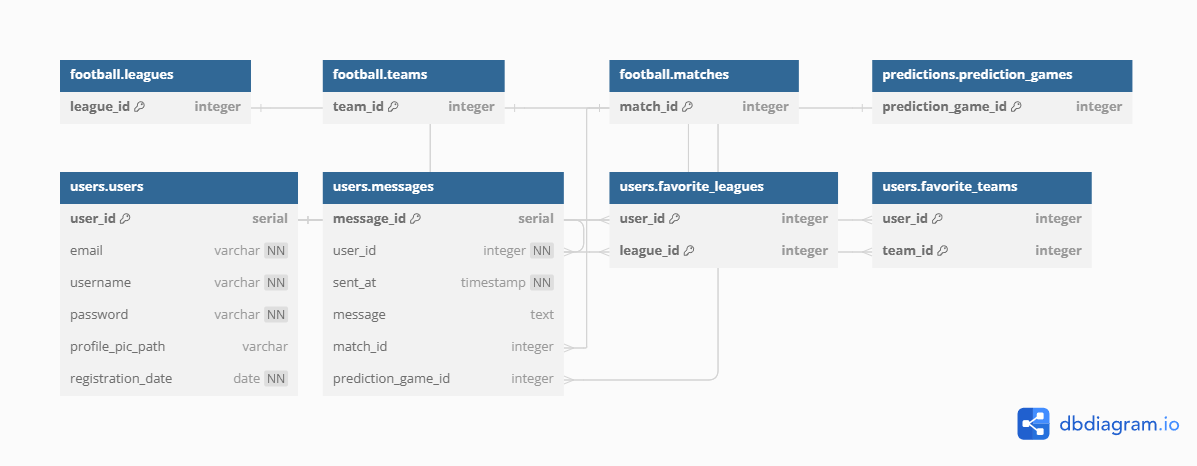 football.leagues
league_id integer
football.teams
team_id integer
football.matches
match_id integer
predictions.prediction_games
prediction_game_id integer
users.users
user_id serial
email varchar NN
username varchar NN
password varchar NN
profile_pic_path varchar
registration_date date NN
users.messages
message_id serial
user_id integer NN
sent_at timestamp NN
message text
match_id integer
prediction_game_id integer
users.favorite_leagues
user_id integer
league_id integer
users.favorite_teams
user_id integer
team_id integer
dbdiagram.io